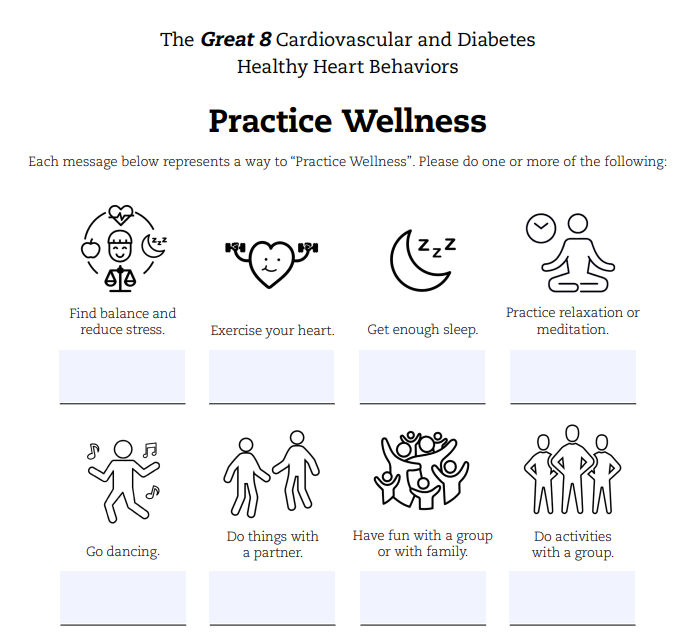 The Great 8 Cardiovascular and Diabetes
Healthy Heart Behaviors
Practice Wellness
Each message below represents a way to “Practice Wellness”. Please do one or more of the following:
z z z
z z z
Find balance and
reduce stress.
Exercise your heart.
Get enough sleep.
Practice relaxation or
meditation.
Go dancing.
Do things with
a partner.
Have fun with a group
or with family.
Do activities
with a group.